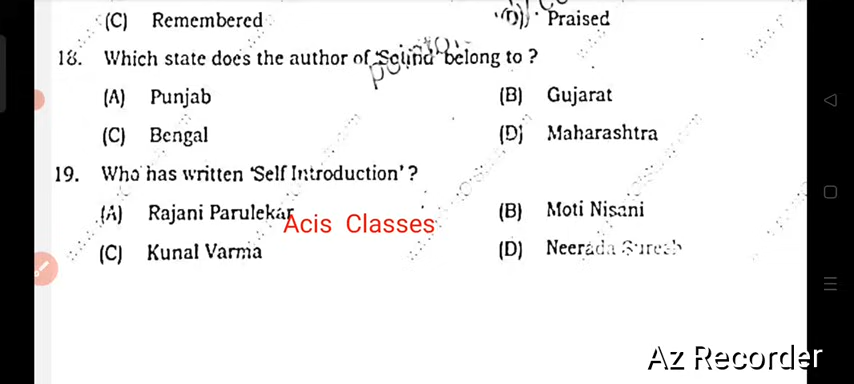 (C) Remembered (D) Praised
18. Which state does the author of 'Sound' belong to ?
(A) Punjab (B) Gujarat
(C) Bengal (D) Maharashtra
19. Who has written 'Self Introduction' ?
(A) Rajani Parulekar (B) Moti Nisani
Acis Classes
(C) Kunal Varma (D) Neerada Suresh
Az Recorder